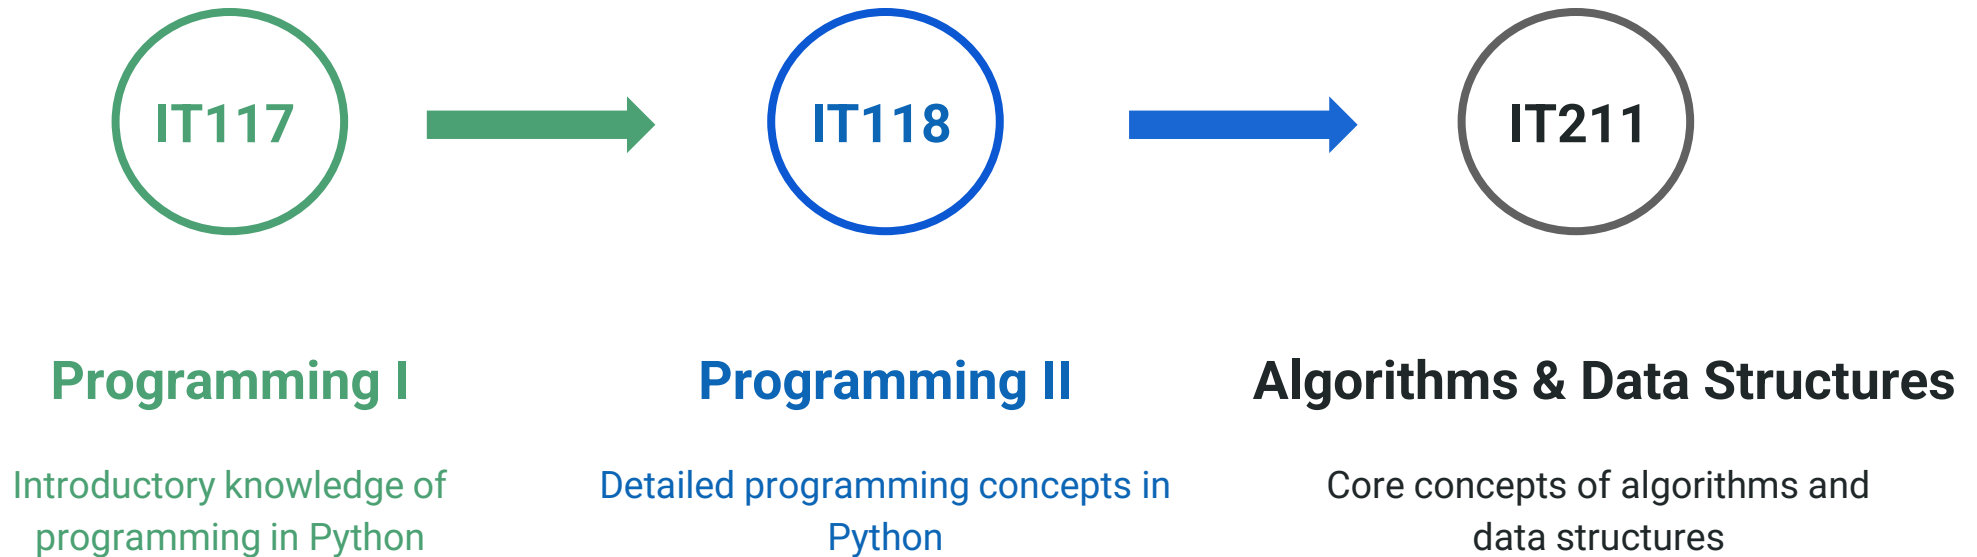 IT117
IT118
IT211
Programming I
Programming II
Algorithms & Data Structures
Introductory knowledge of
programming in Python
Detailed programming concepts in
Python
Core concepts of algorithms and
data structures